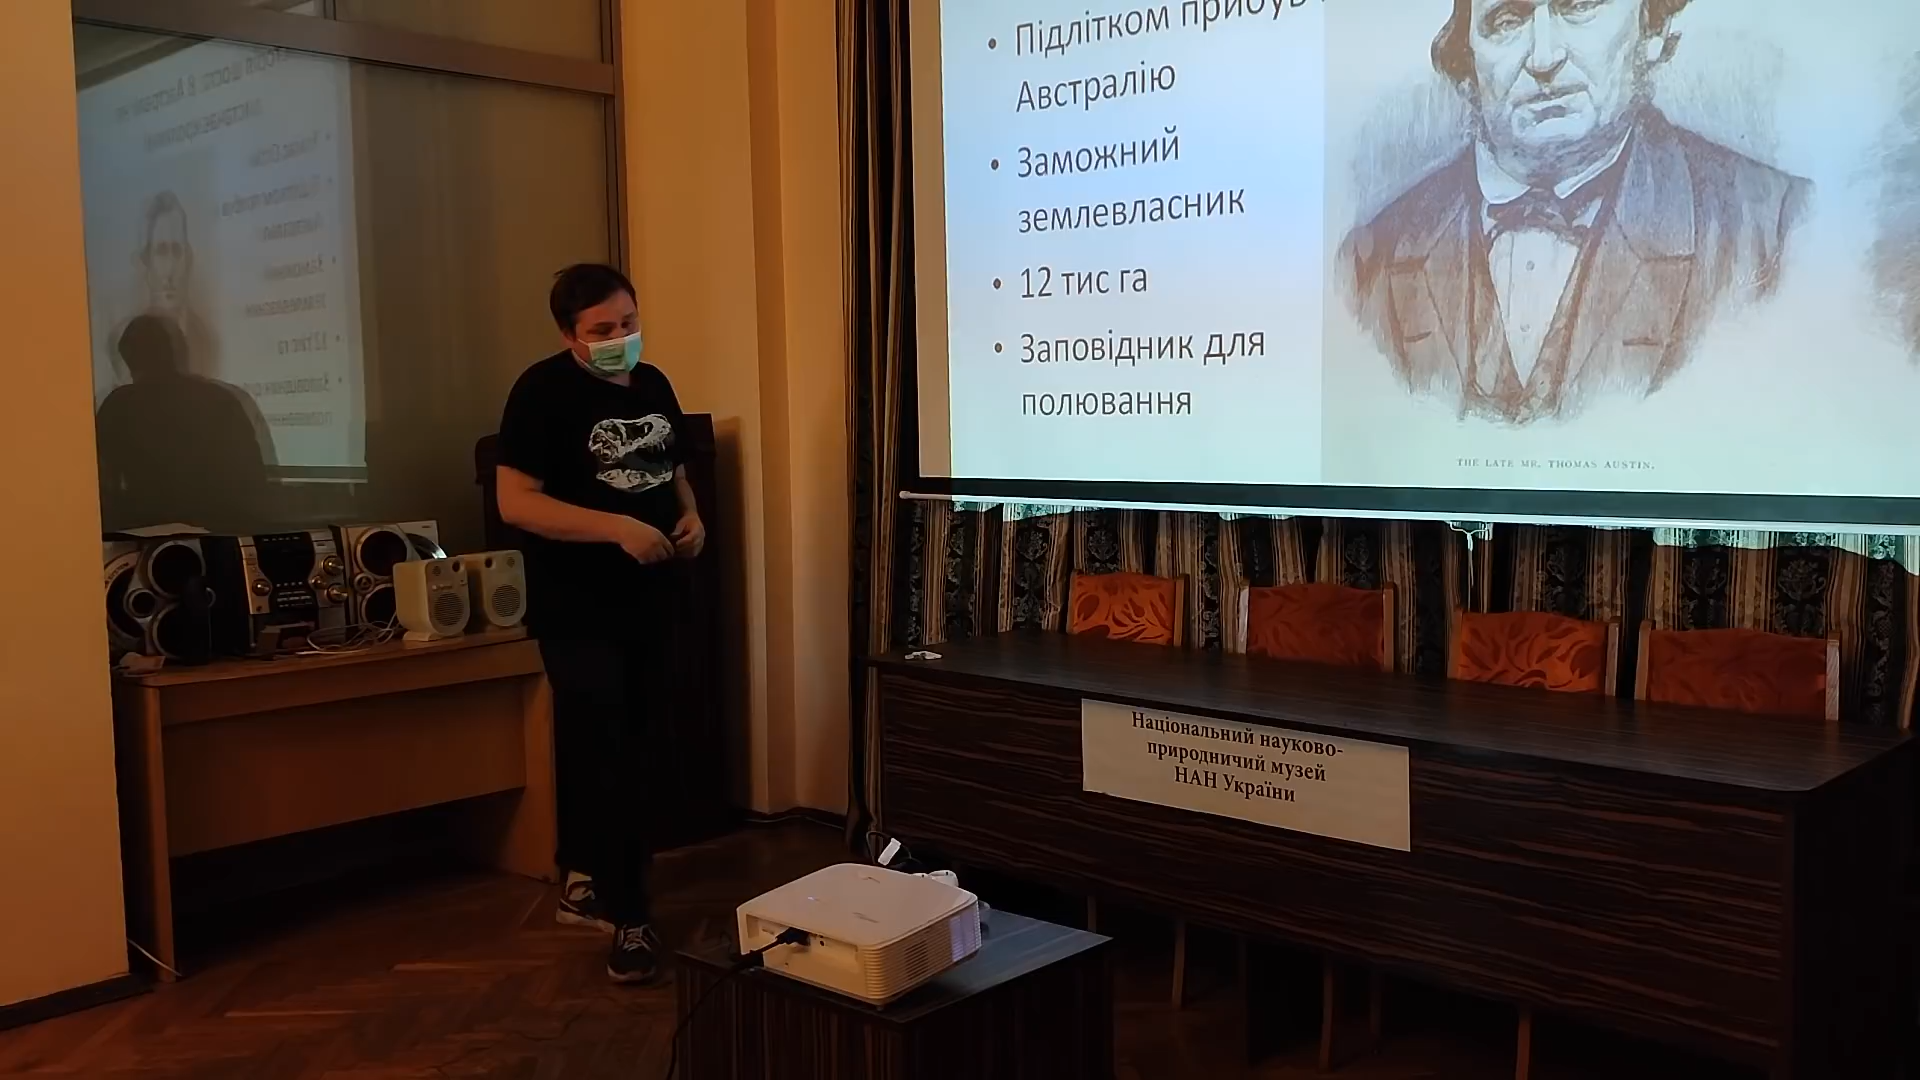 • Підлітком прибув
Австралію
• Заможний
землевласник
• 12 тис га
• Заповідник для
полювання
THE LATE MR. THOMAS AUSTIN.
Національний науково-
природничий музей
НАН України